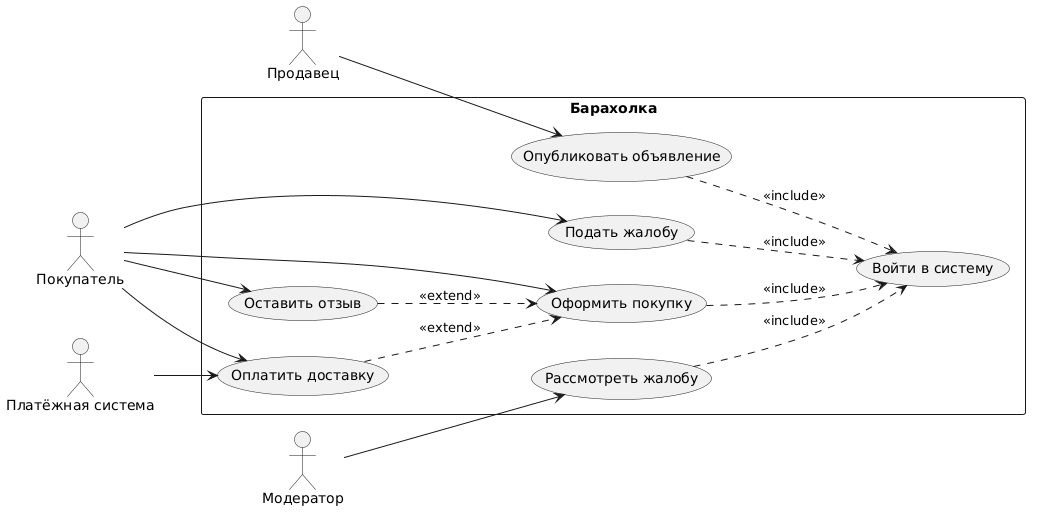 Продавец
Барахолка
Опубликовать объявление
«include»
Подать жалобу
«include»
Войти в систему
Покупатель
Оставить отзыв
«extend»
Оформить покупку
«include»
«extend»
«include»
Оплатить доставку
Рассмотреть жалобу
Платёжная система
Модератор